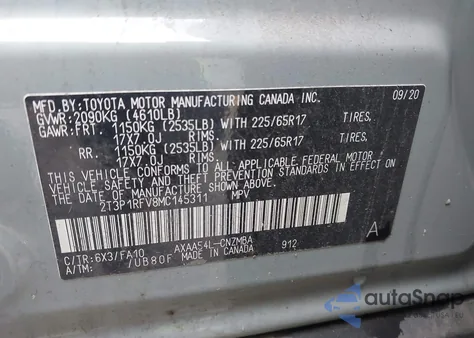 MFD.BY: TOYOTA MOTOR MANUFACTURING CANADA INC. 09/20
GVWR: 2090KG (4610LB)
GAWR: FRT. 1150KG (2535LB) WITH 225/65R17 TIRES,
17X7.0J RIMS,
RR. 1150KG (2535LB) WITH 225/65R17 TIRES,
17X7.0J RIMS,
THIS VEHICLE CONFORMS TO ALL APPLICABLE FEDERAL MOTOR
VEHICLE SAFETY AND THEFT PREVENTION STANDARDS IN EFFECT
ON THE DATE OF MANUFACTURE SHOWN ABOVE.
2T3P1RFV8MC145311 MPV
C/TR: 6X3/FA10 AXAA54L-CNZMBA A
A/TM: /UB80F MADE IN CANADA 912
autoSnap